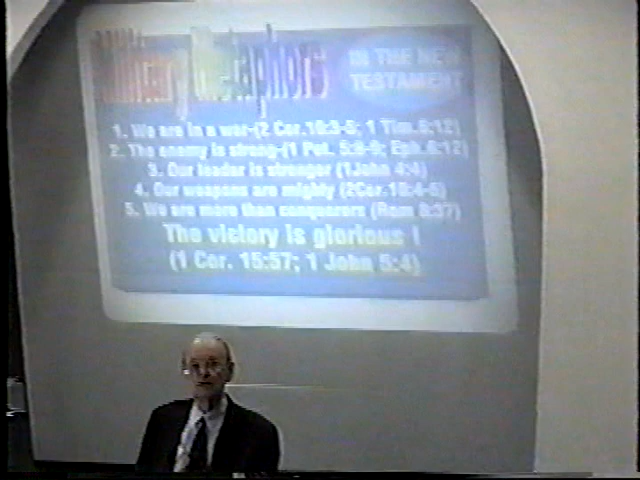 Military Metaphors
IN THE NEW
TESTAMENT
1. We are in a war-(2 Cor.10:3-5; 1 Tim.6:12)
2. The enemy is strong-(1 Pet. 5:8-9; Eph.6:12)
3. Our leader is stronger (1John 4:4)
4. Our weapons are mighty (2Cor.10:4-5)
5. We are more than conquerors (Rom 8:37)
The victory is glorious !
(1 Cor. 15:57; 1 John 5:4)